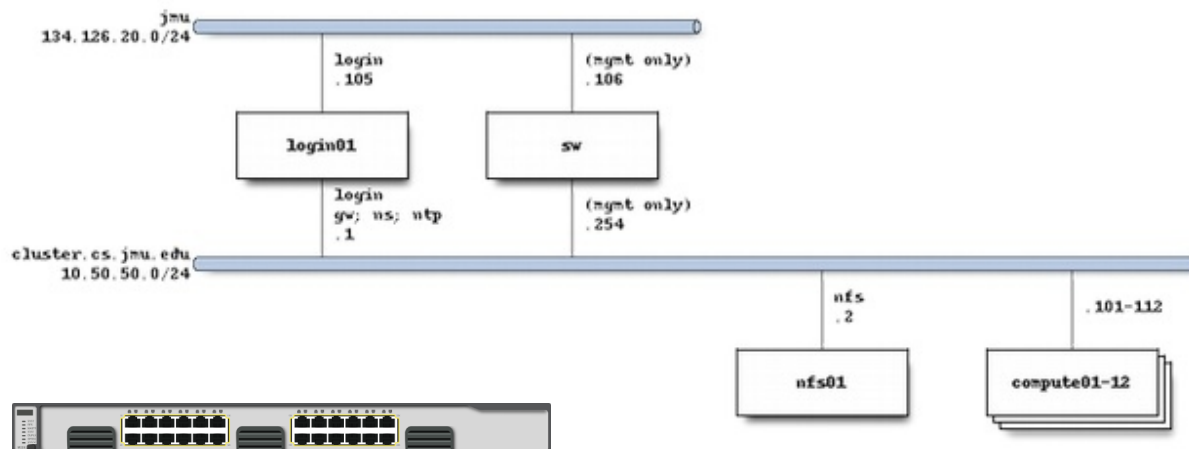 jmu
134.126.20.0/24
login
.105
(mgmt only)
.106
login01
sw
login
gw; ns; ntp
.1
(mgmt only)
.254
cluster.cs.jmu.edu
10.50.50.0/24
nfs
.2
.101-112
nfs01
compute01-12